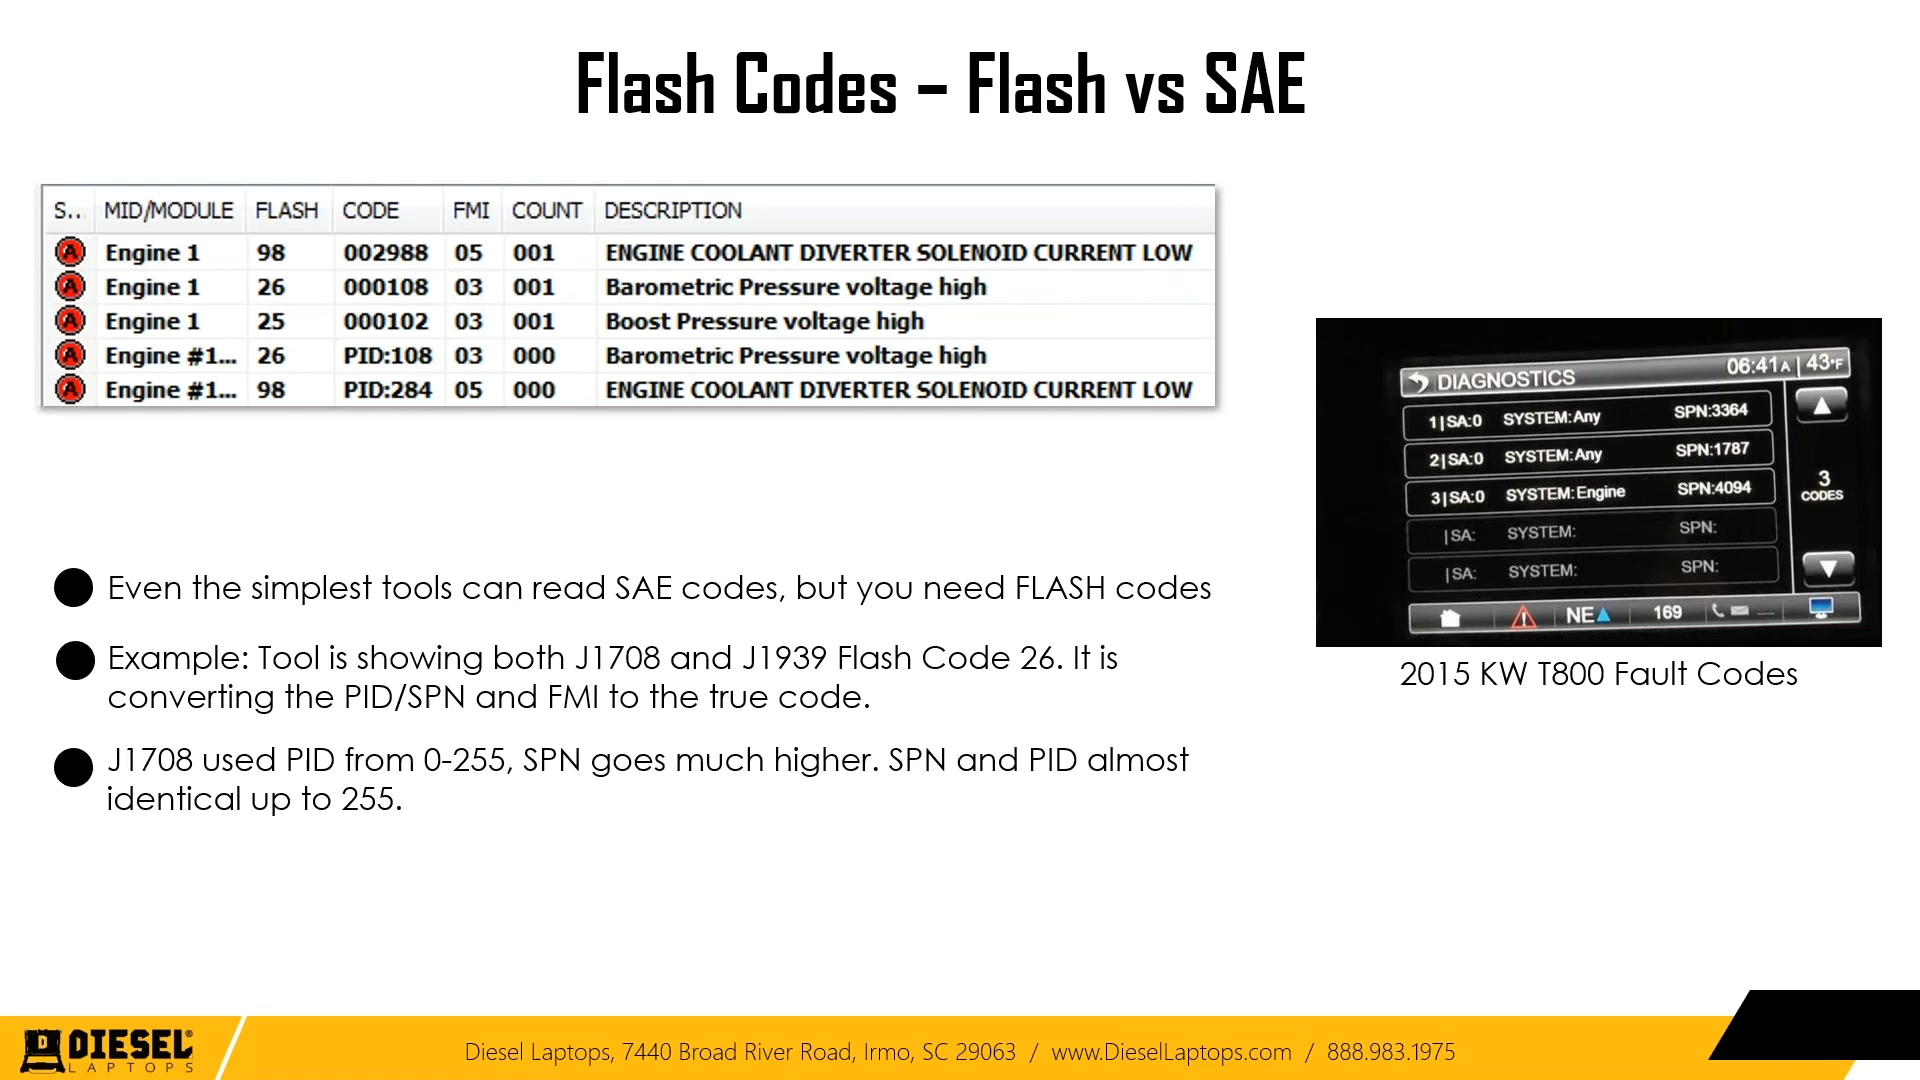 Flash Codes – Flash vs SAE
S... MID/MODULE FLASH CODE FMI COUNT DESCRIPTION
A Engine 1 98 002988 05 001 ENGINE COOLANT DIVERTER SOLENOID CURRENT LOW
A Engine 1 26 000108 03 001 Barometric Pressure voltage high
A Engine 1 25 000102 03 001 Boost Pressure voltage high
A Engine #1... 26 PID:108 03 000 Barometric Pressure voltage high
A Engine #1... 98 PID:284 05 000 ENGINE COOLANT DIVERTER SOLENOID CURRENT LOW
Even the simplest tools can read SAE codes, but you need FLASH codes
Example: Tool is showing both J1708 and J1939 Flash Code 26. It is
converting the PID/SPN and FMI to the true code.
J1708 used PID from 0-255, SPN goes much higher. SPN and PID almost
identical up to 255.
DIAGNOSTICS 06:41A | 43°F
1|SA:0 SYSTEM:Any SPN:3364
2|SA:0 SYSTEM:Any SPN:1787
3|SA:0 SYSTEM:Engine SPN:4094
|SA: SYSTEM: SPN:
|SA: SYSTEM: SPN:
3
CODES
NE 169
2015 KW T800 Fault Codes
DIESEL®
LAPTOPS
Diesel Laptops, 7440 Broad River Road, Irmo, SC 29063 / www.DieselLaptops.com / 888.983.1975